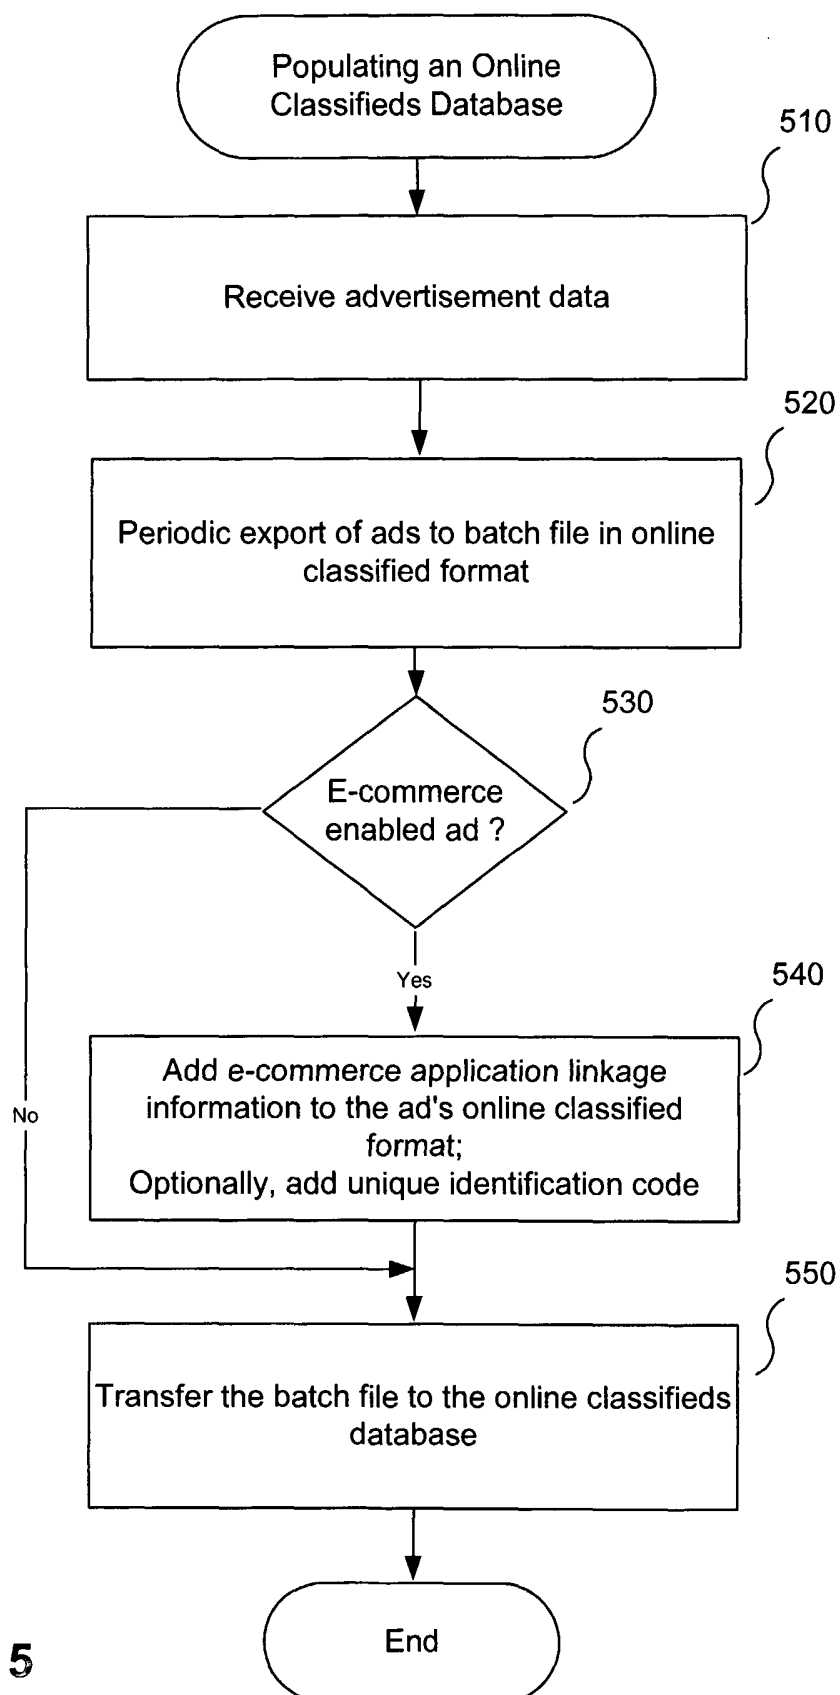 Populating an Online
Classifieds Database
510
Receive advertisement data
520
Periodic export of ads to batch file in online
classified format
530
E-commerce
enabled ad ?
Yes
540
Add e-commerce application linkage
information to the ad's online classified
format;
Optionally, add unique identification code
No
550
Transfer the batch file to the online classifieds
database
End
5